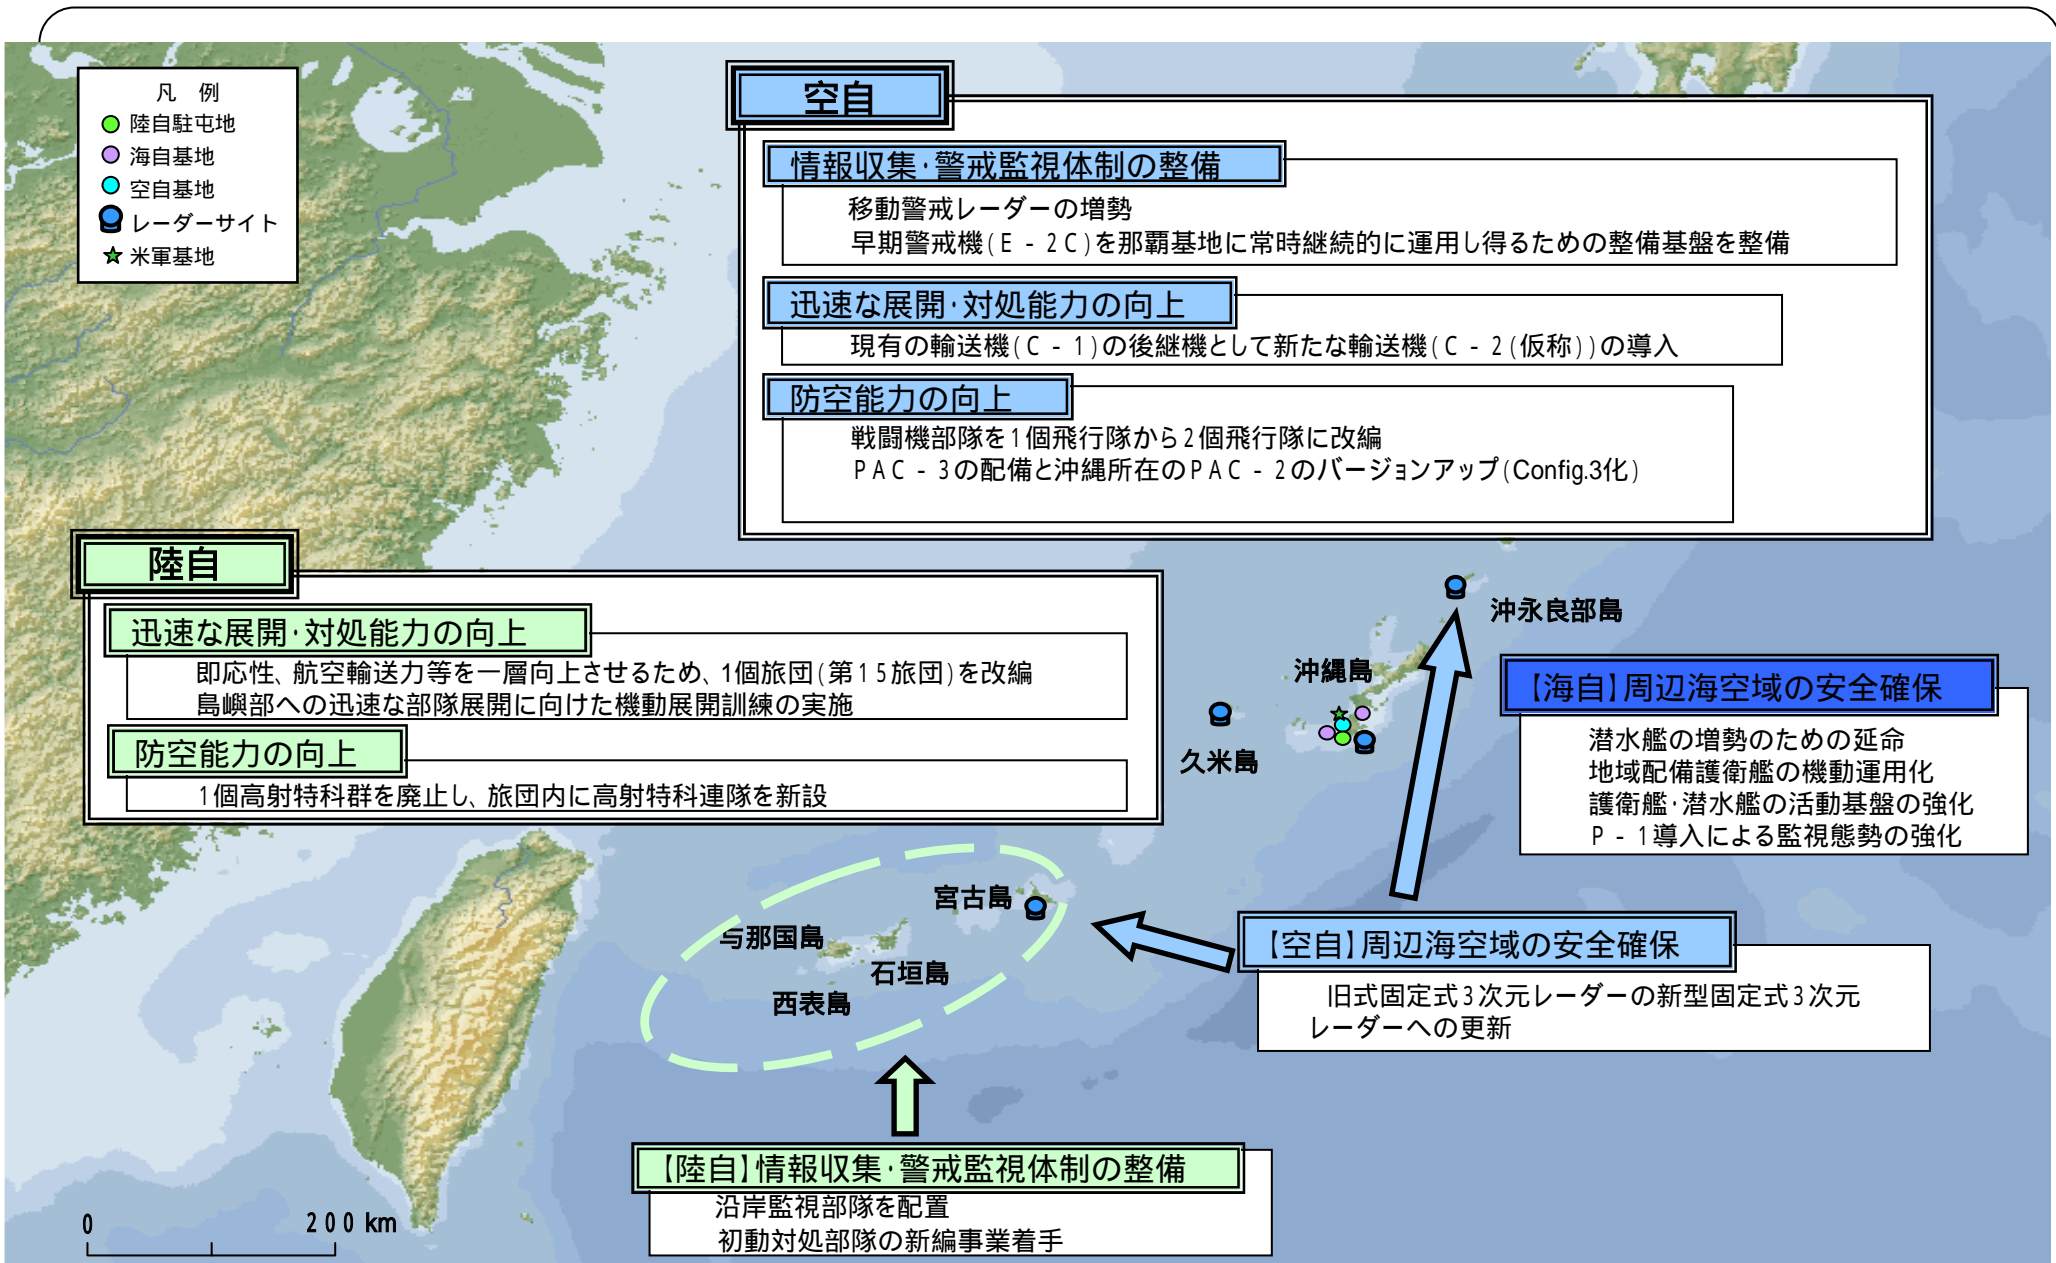 凡 例
陸自駐屯地
海自基地
空自基地
レーダーサイト
米軍基地
空自
情報収集・警戒監視体制の整備
移動警戒レーダーの増勢
早期警戒機(E-2C)を那覇基地に常時継続的に運用し得るための整備基盤を整備
迅速な展開・対処能力の向上
現有の輸送機(C-1)の後継機として新たな輸送機(C-2(仮称))の導入
防空能力の向上
戦闘機部隊を1個飛行隊から2個飛行隊に改編
PAC-3の配備と沖縄所在のPAC-2のバージョンアップ(Config.3化)
陸自
迅速な展開・対処能力の向上
即応性、航空輸送力等を一層向上させるため、1個旅団(第15旅団)を改編
島嶼部への迅速な部隊展開に向けた機動展開訓練の実施
防空能力の向上
1個高射特科群を廃止し、旅団内に高射特科連隊を新設
沖永良部島
沖縄島
久米島
【海自】周辺海空域の安全確保
潜水艦の増勢のための延命
地域配備護衛艦の機動運用化
護衛艦・潜水艦の活動基盤の強化
P-1導入による監視態勢の強化
宮古島
与那国島
石垣島
西表島
【空自】周辺海空域の安全確保
旧式固定式3次元レーダーの新型固定式3次元
レーダーへの更新
【陸自】情報収集・警戒監視体制の整備
沿岸監視部隊を配置
初動対処部隊の新編事業着手
0 200 km